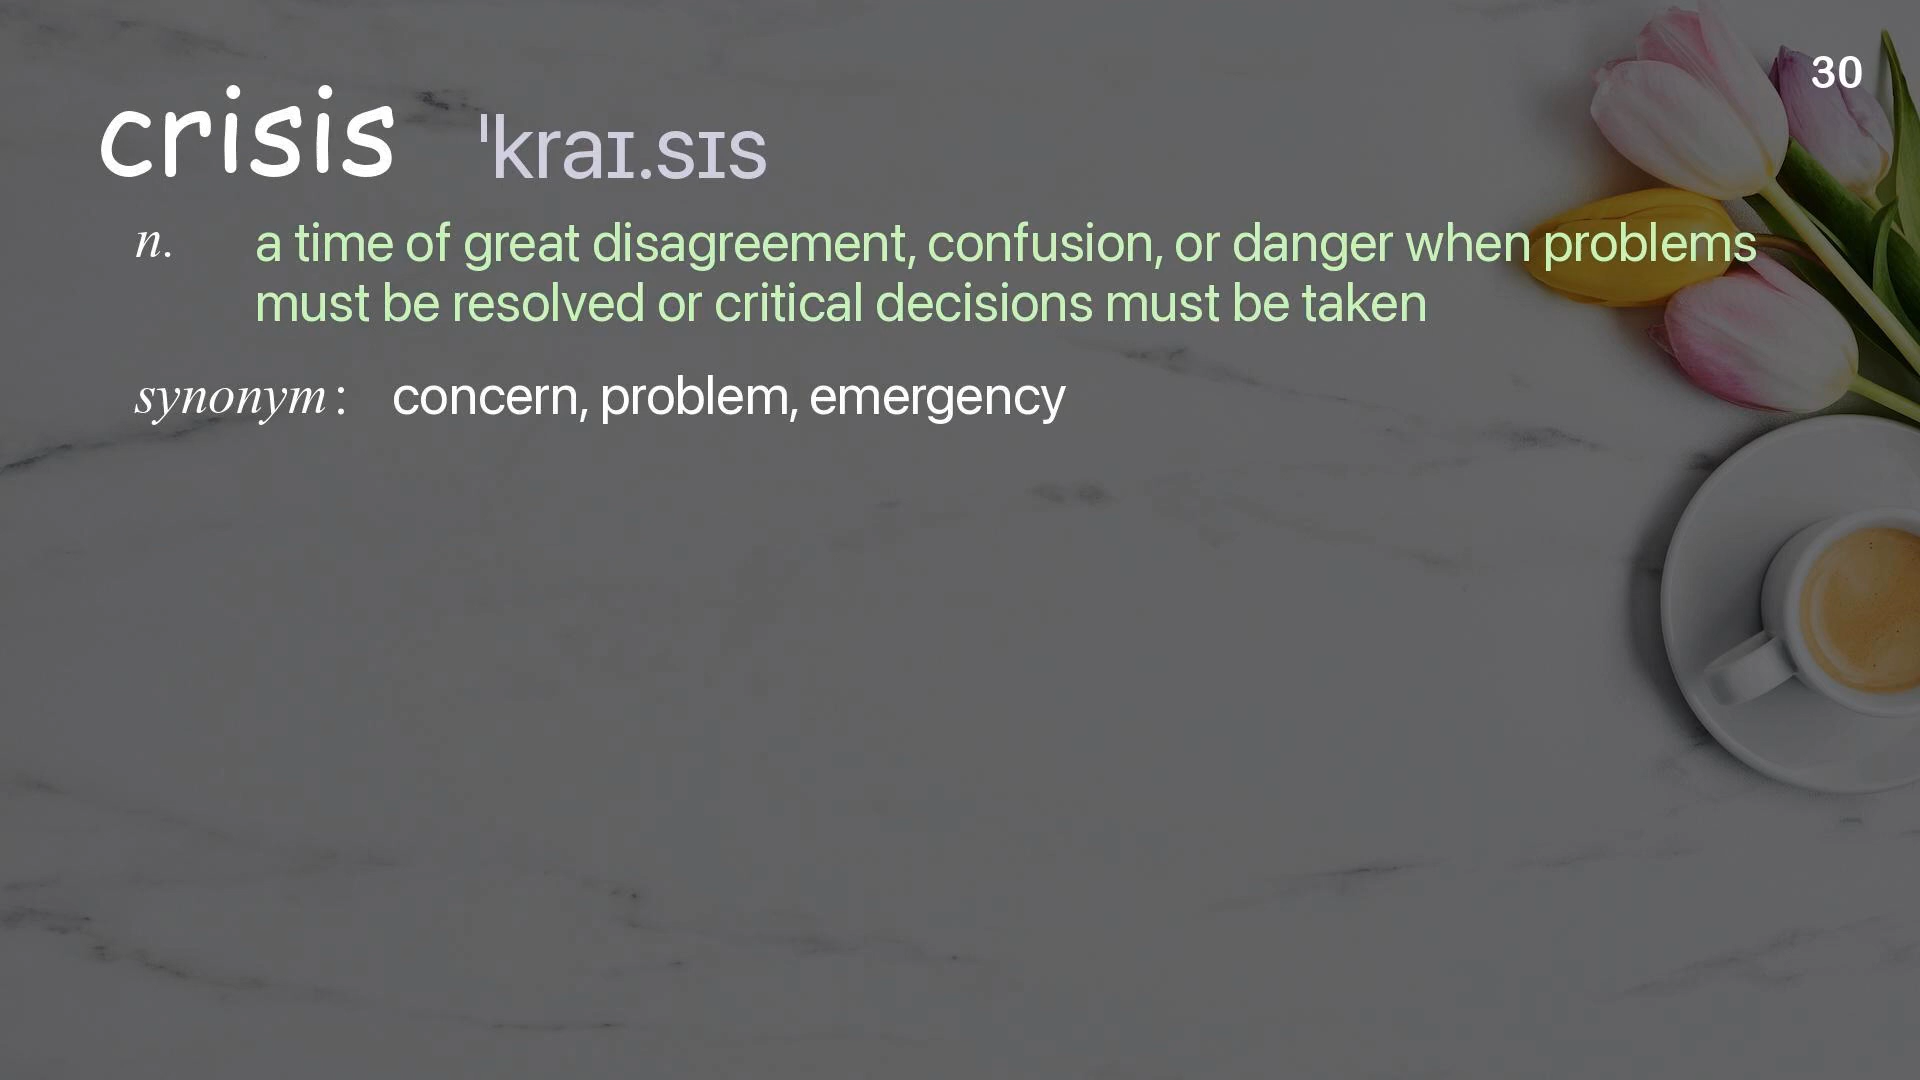 30
crisis ˈkraɪ.sɪs
n. a time of great disagreement, confusion, or danger when problems
must be resolved or critical decisions must be taken
synonym : concern, problem, emergency